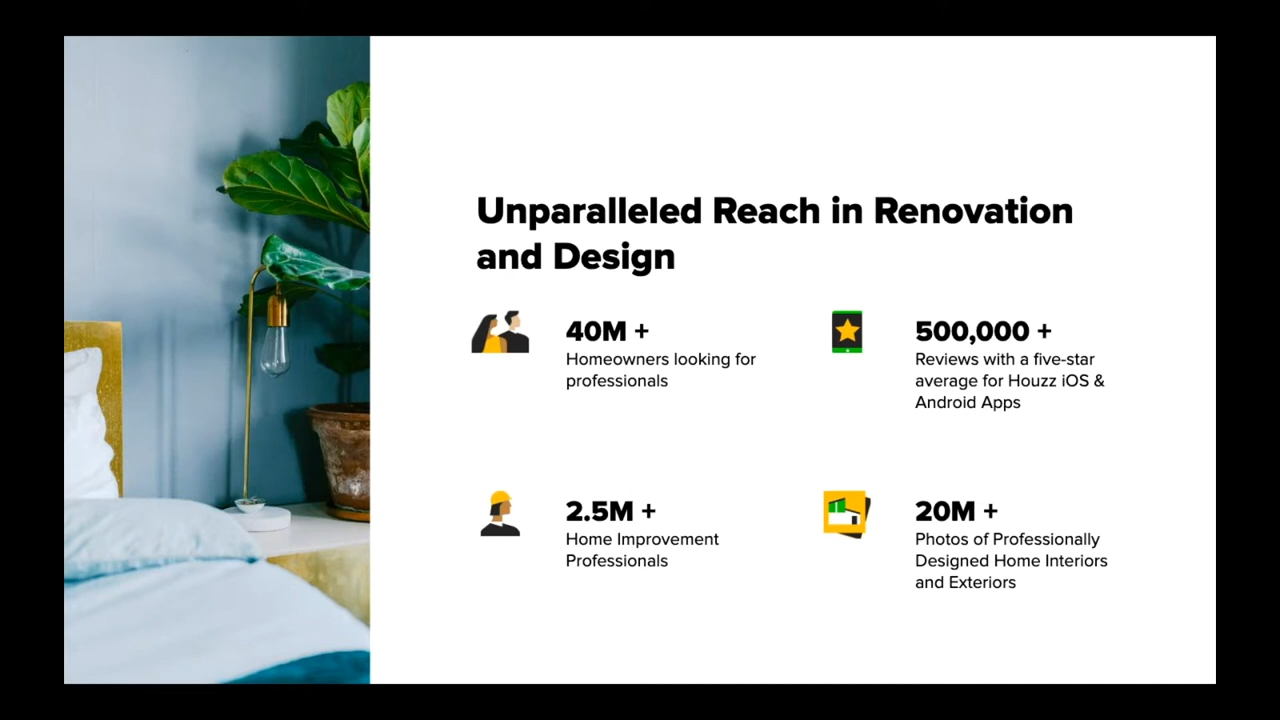 Unparalleled Reach in Renovation
and Design
40M +
Homeowners looking for
professionals
500,000 +
Reviews with a five-star
average for Houzz iOS &
Android Apps
2.5M +
Home Improvement
Professionals
20M +
Photos of Professionally
Designed Home Interiors
and Exteriors